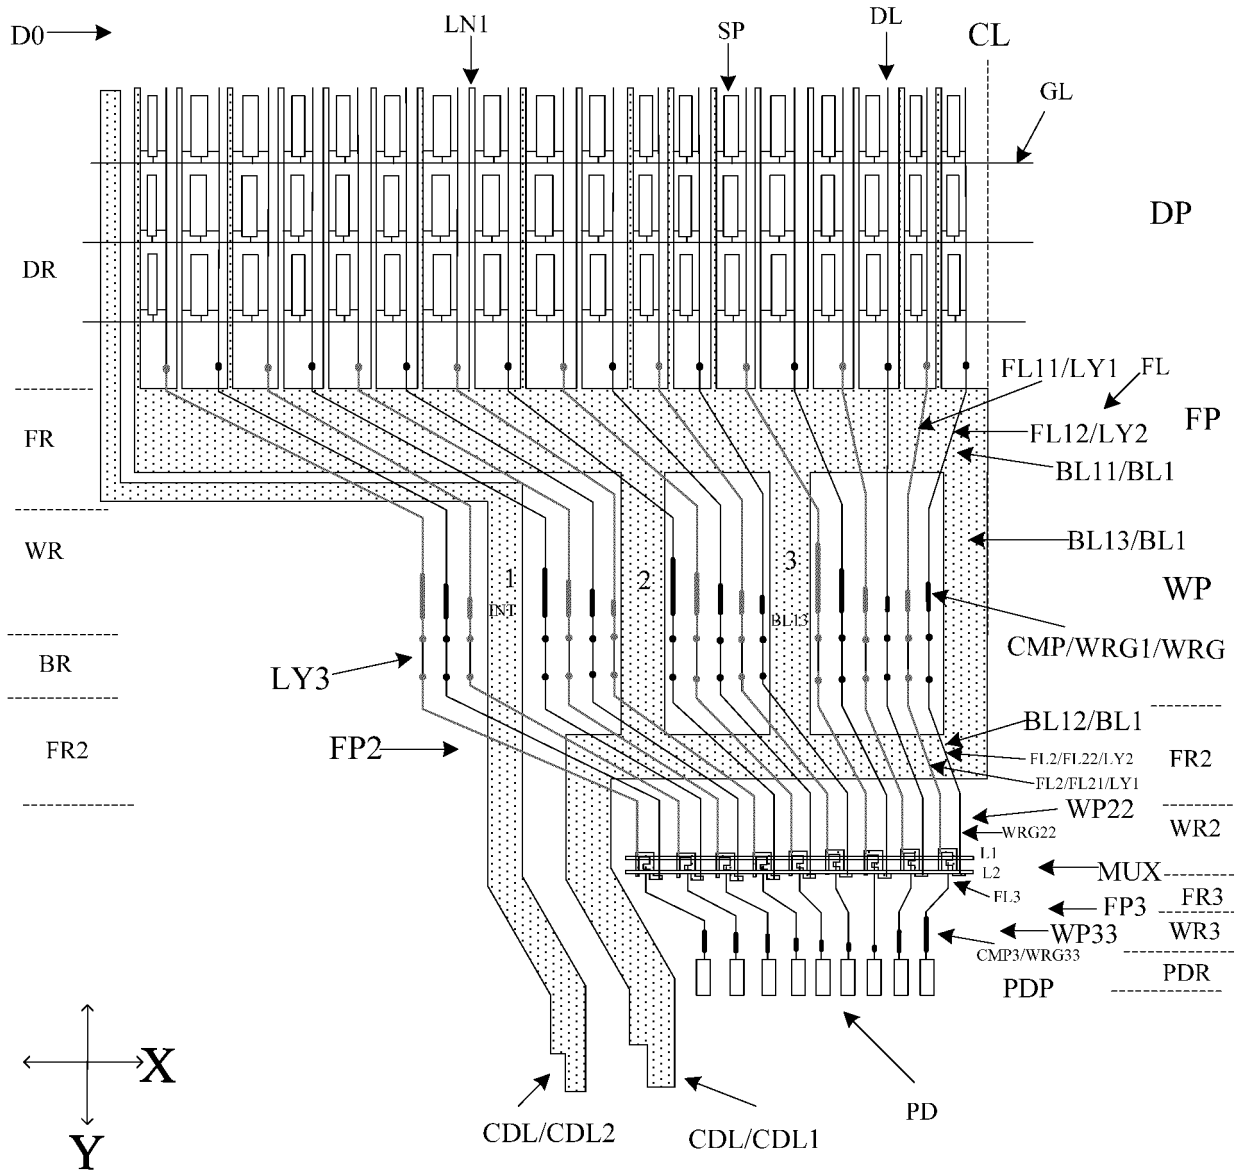 D0
LN1
SP
DL
CL
GL
DP
DR
FL11/LY1
FL
FP
FL12/LY2
FR
BL11/BL1
WR
BL13/BL1
1
2
3
WP
INT
BL13
CMP/WRG1/WRG
BR
LY3
BL12/BL1
FP2
FR2
FL2/FL22/LY2
FR2
FL2/FL21/LY1
WP22
WRG22
WR2
L1
L2
MUX
FL3
FR3
FP3
WP33
WR3
CMP3/WRG33
PDR
PDP
X
PD
CDL/CDL2
CDL/CDL1
Y